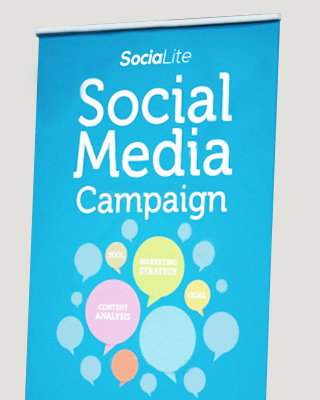 SociaLite
Social
Media
Campaign
TOOL
MARKETING
STRATEGY
GOAL
CONTENT
ANALYSIS